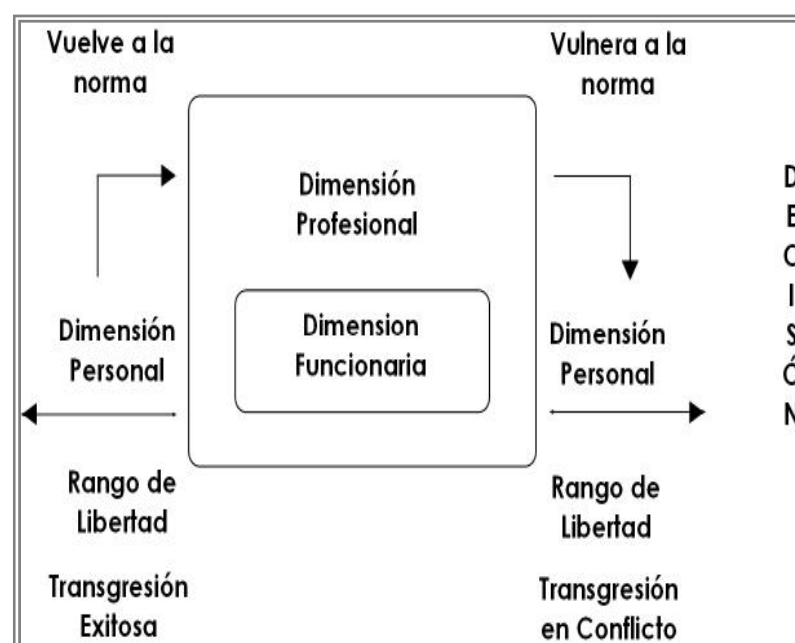 Vuelve a la
norma
Vulnera a la
norma
Dimensión
Profesional
Dimension
Funcionaria
Dimensión
Personal
Rango de
Libertad
Transgresión
Exitosa
Dimensión
Personal
Rango de
Libertad
Transgresión
en Conflicto
D
E
C
I
S
Ó
N